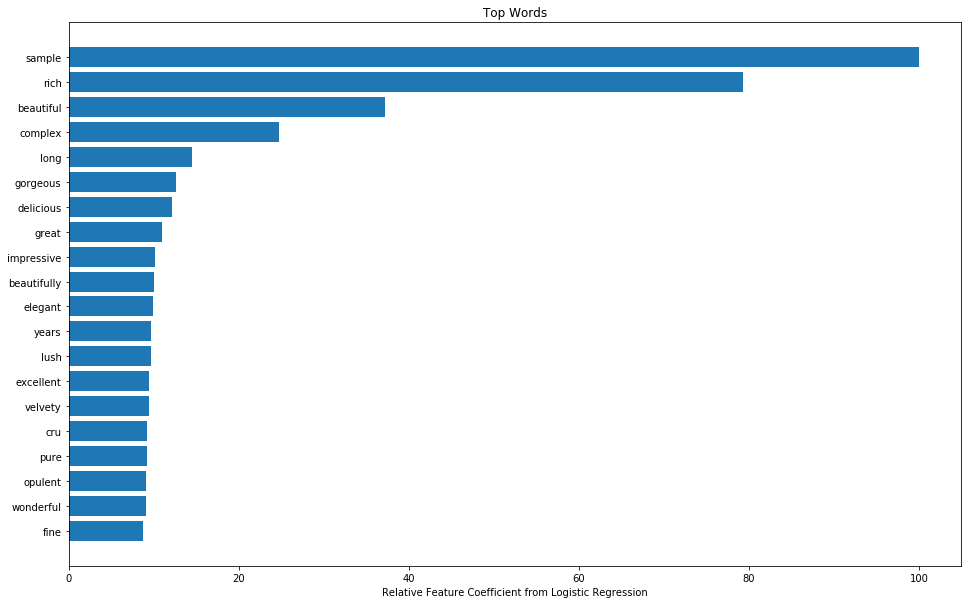 Top Words
sample
rich
beautiful
complex
long
gorgeous
delicious
great
impressive
beautifully
elegant
years
lush
excellent
velvety
cru
pure
opulent
wonderful
fine
0 20 40 60 80 100
Relative Feature Coefficient from Logistic Regression